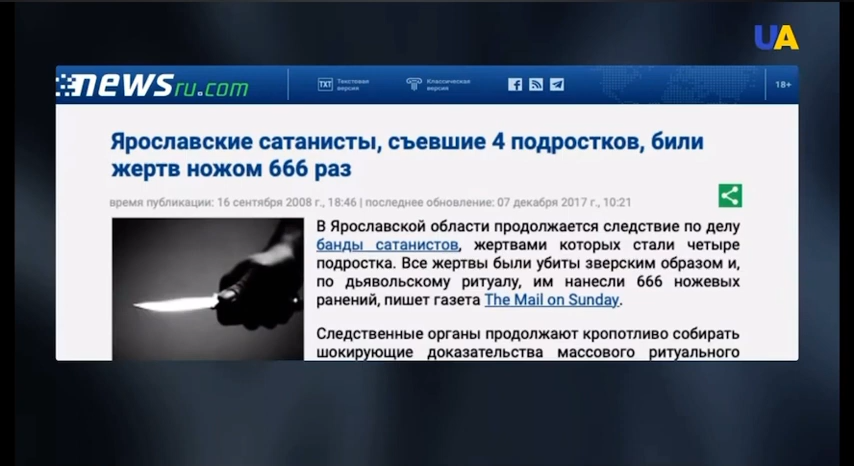 UA
newsru.com
TXT Текстовая версия
Классическая версия
18+
Ярославские сатанисты, съевшие 4 подростков, били
жертв ножом 666 раз
время публикации: 16 сентября 2008 г., 18:46 | последнее обновление: 07 декабря 2017 г., 10:21
В Ярославской области продолжается следствие по делу
банды сатанистов, жертвами которых стали четыре
подростка. Все жертвы были убиты зверским образом и,
по дьявольскому ритуалу, им нанесли 666 ножевых
ранений, пишет газета The Mail on Sunday.
Следственные органы продолжают кропотливо собирать
шокирующие доказательства массового ритуального